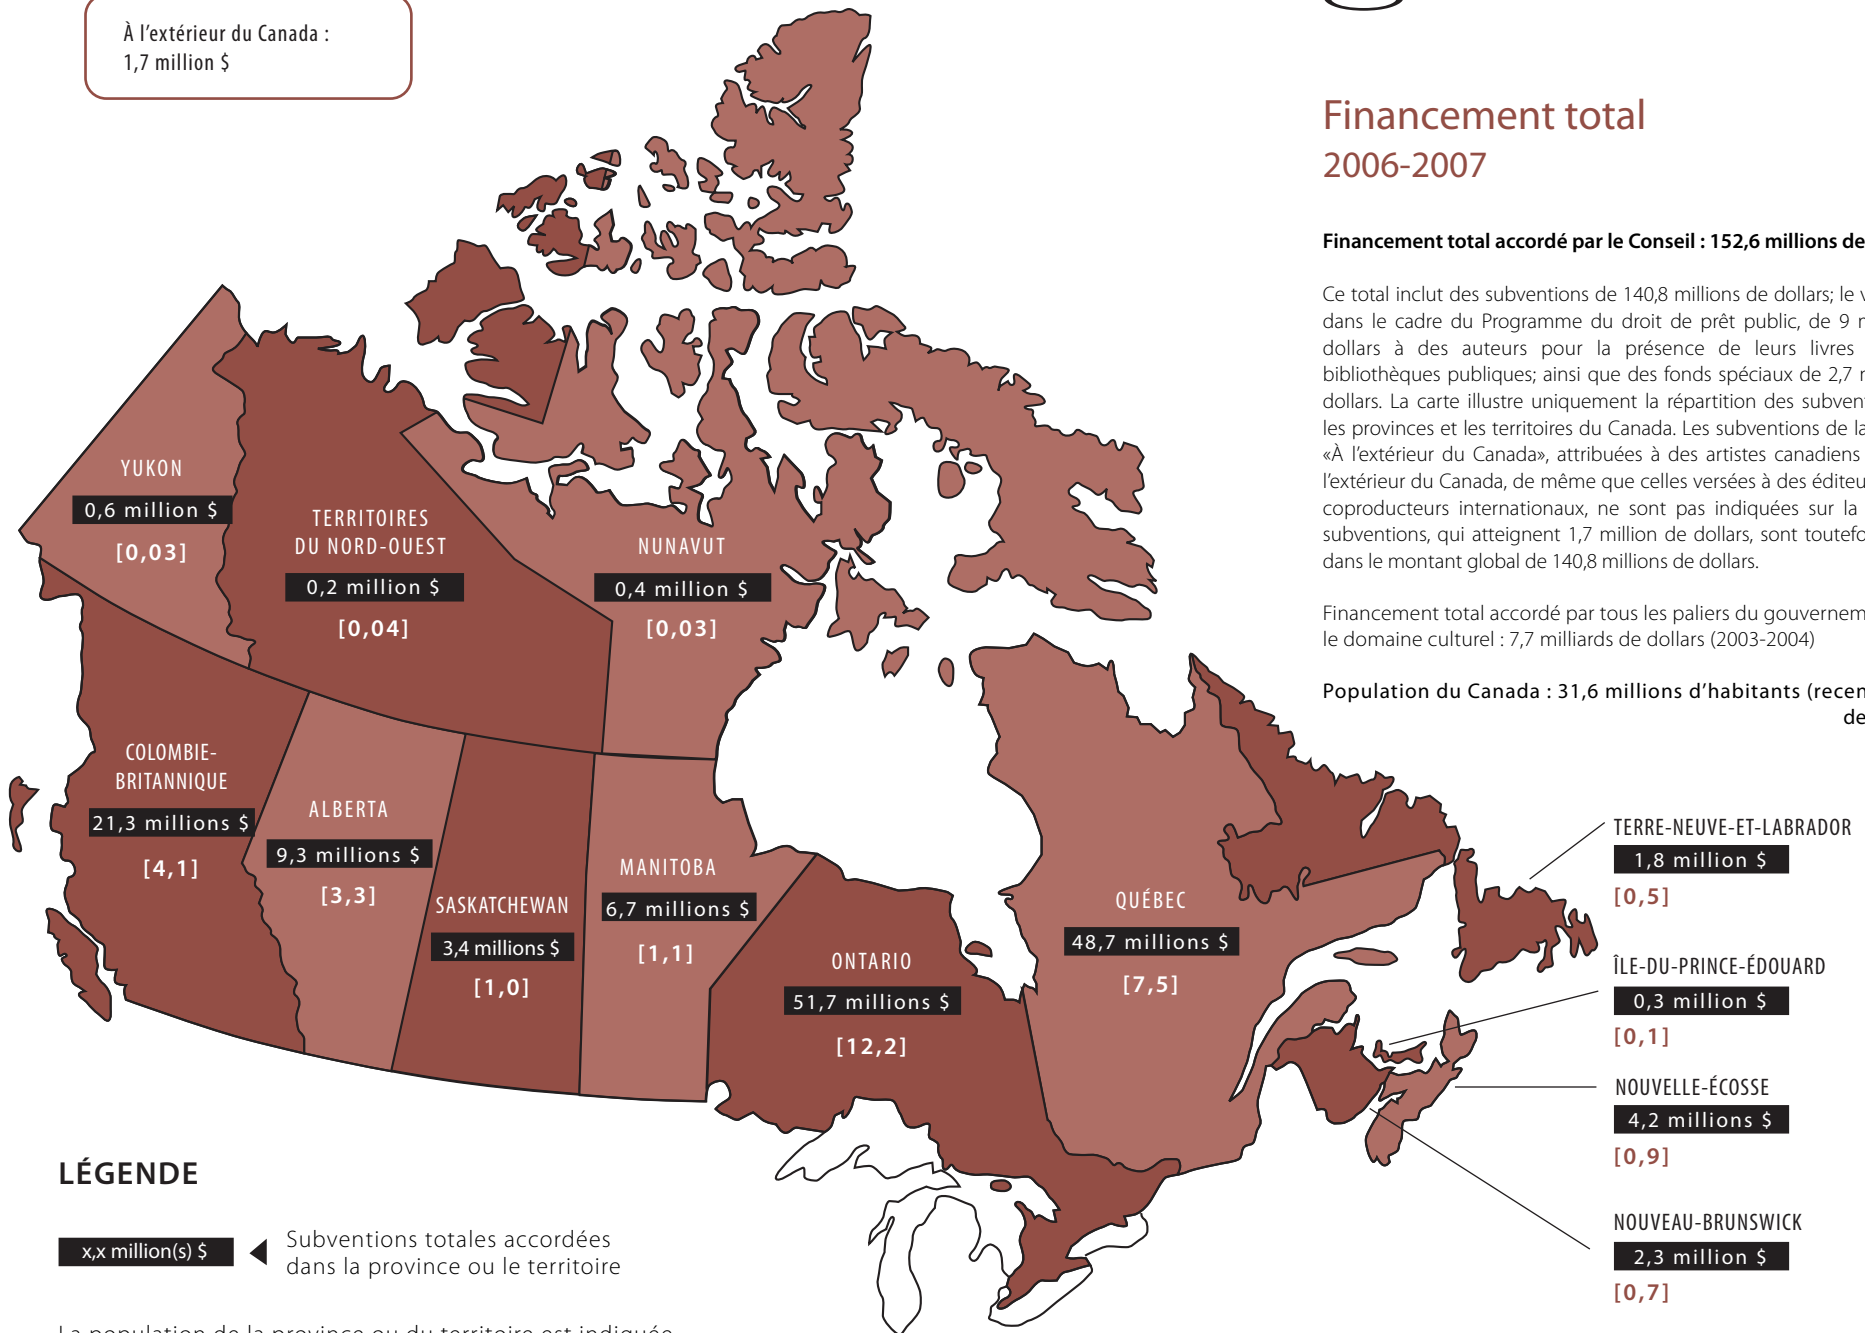 À l'extérieur du Canada :
1,7 million $
Financement total
2006-2007
Financement total accordé par le Conseil : 152,6 millions de
Ce total inclut des subventions de 140,8 millions de dollars; le
dans le cadre du Programme du droit de prêt public, de 9
dollars à des auteurs pour la présence de leurs livres
bibliothèques publiques; ainsi que des fonds spéciaux de 2,7
dollars. La carte illustre uniquement la répartition des
les provinces et les territoires du Canada. Les subventions de la
«À l'extérieur du Canada», attribuées à des artistes canadiens
l'extérieur du Canada, de même que celles versées à des
coproducteurs internationaux, ne sont pas indiquées sur la
subventions, qui atteignent 1,7 million de dollars, sont
dans le montant global de 140,8 millions de dollars.
Financement total accordé par tous les paliers du
le domaine culturel : 7,7 milliards de dollars (2003-2004)
Population du Canada : 31,6 millions d'habitants
de
YUKON
0,6 million $
[0,03]
TERRITOIRES
DU NORD-OUEST
0,2 million $
[0,04]
NUNAVUT
0,4 million $
[0,03]
COLOMBIE-
BRITANNIQUE
21,3 millions $
[4,1]
ALBERTA
9,3 millions $
[3,3]
SASKATCHEWAN
3,4 millions $
[1,0]
MANITOBA
6,7 millions $
[1,1]
ONTARIO
51,7 millions $
[12,2]
QUÉBEC
48,7 millions $
[7,5]
TERRE-NEUVE-ET-LABRADOR
1,8 million $
[0,5]
ÎLE-DU-PRINCE-ÉDOUARD
0,3 million $
[0,1]
NOUVELLE-ÉCOSSE
4,2 millions $
[0,9]
NOUVEAU-BRUNSWICK
2,3 million $
[0,7]
LÉGENDE
x,x million(s) $
Subventions totales accordées
dans la province ou le territoire
La population de la province ou du territoire est indiquée